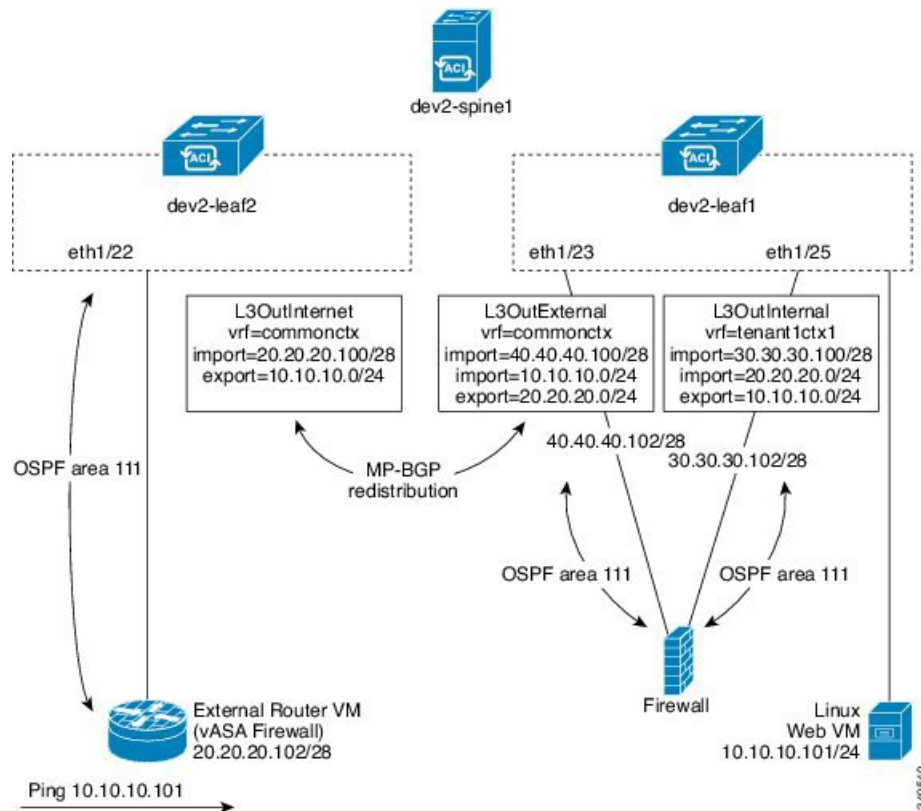 ACI
dev2-spine1
ACI
dev2-leaf2
ACI
dev2-leaf1
eth1/22
eth1/23
eth1/25
L3OutInternet
vrf=commonctx
import=20.20.20.100/28
export=10.10.10.0/24
L3OutExternal
vrf=commonctx
import=40.40.40.100/28
import=10.10.10.0/24
export=20.20.20.0/24
L3OutInternal
vrf=tenant1ctx1
import=30.30.30.100/28
import=20.20.20.0/24
export=10.10.10.0/24
40.40.40.102/28
30.30.30.102/28
OSPF area 111
MP-BGP
redistribution
OSPF area 111
OSPF area 111
External Router VM
(vASA Firewall)
20.20.20.102/28
Firewall
Linux
Web VM
10.10.10.101/24
Ping 10.10.10.101